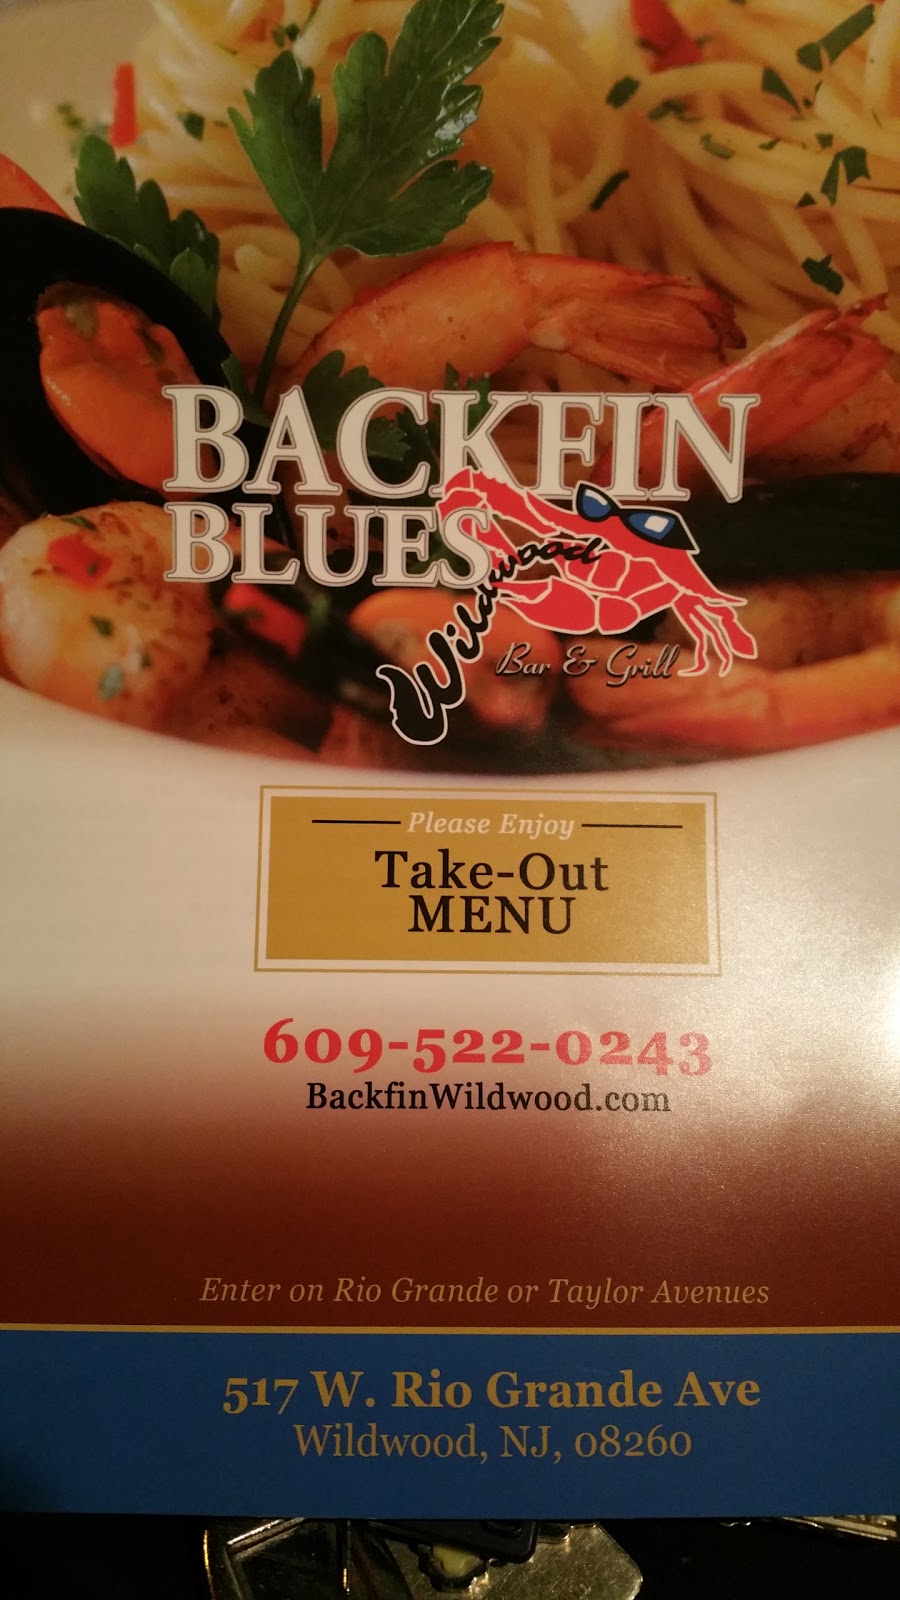 BACKFIN
BLUES
Wildwood
Bar & Grill
Please Enjoy
Take-Out
MENU
609-522-0243
BackfinWildwood.com
Enter on Rio Grande or Taylor Avenues
517 W. Rio Grande Ave
Wildwood, NJ, 08260